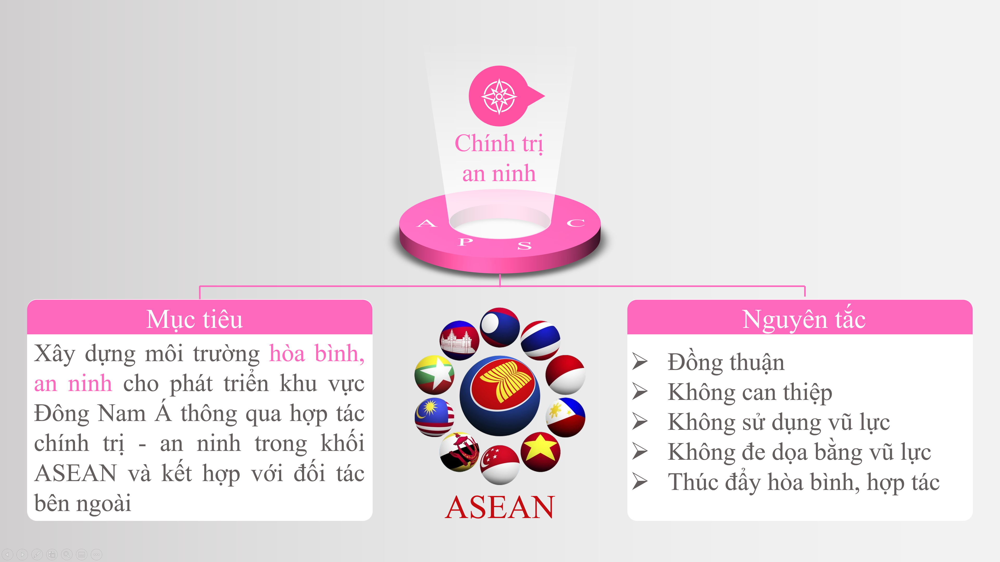 Chính trị
an ninh
A P S C
Mục tiêu
Xây dựng môi trường hòa bình,
an ninh cho phát triển khu vực
Đông Nam Á thông qua hợp tác
chính trị - an ninh trong khối
ASEAN và kết hợp với đối tác
bên ngoài
ASEAN
Nguyên tắc
Đồng thuận
Không can thiệp
Không sử dụng vũ lực
Không đe dọa bằng vũ lực
Thúc đẩy hòa bình, hợp tác